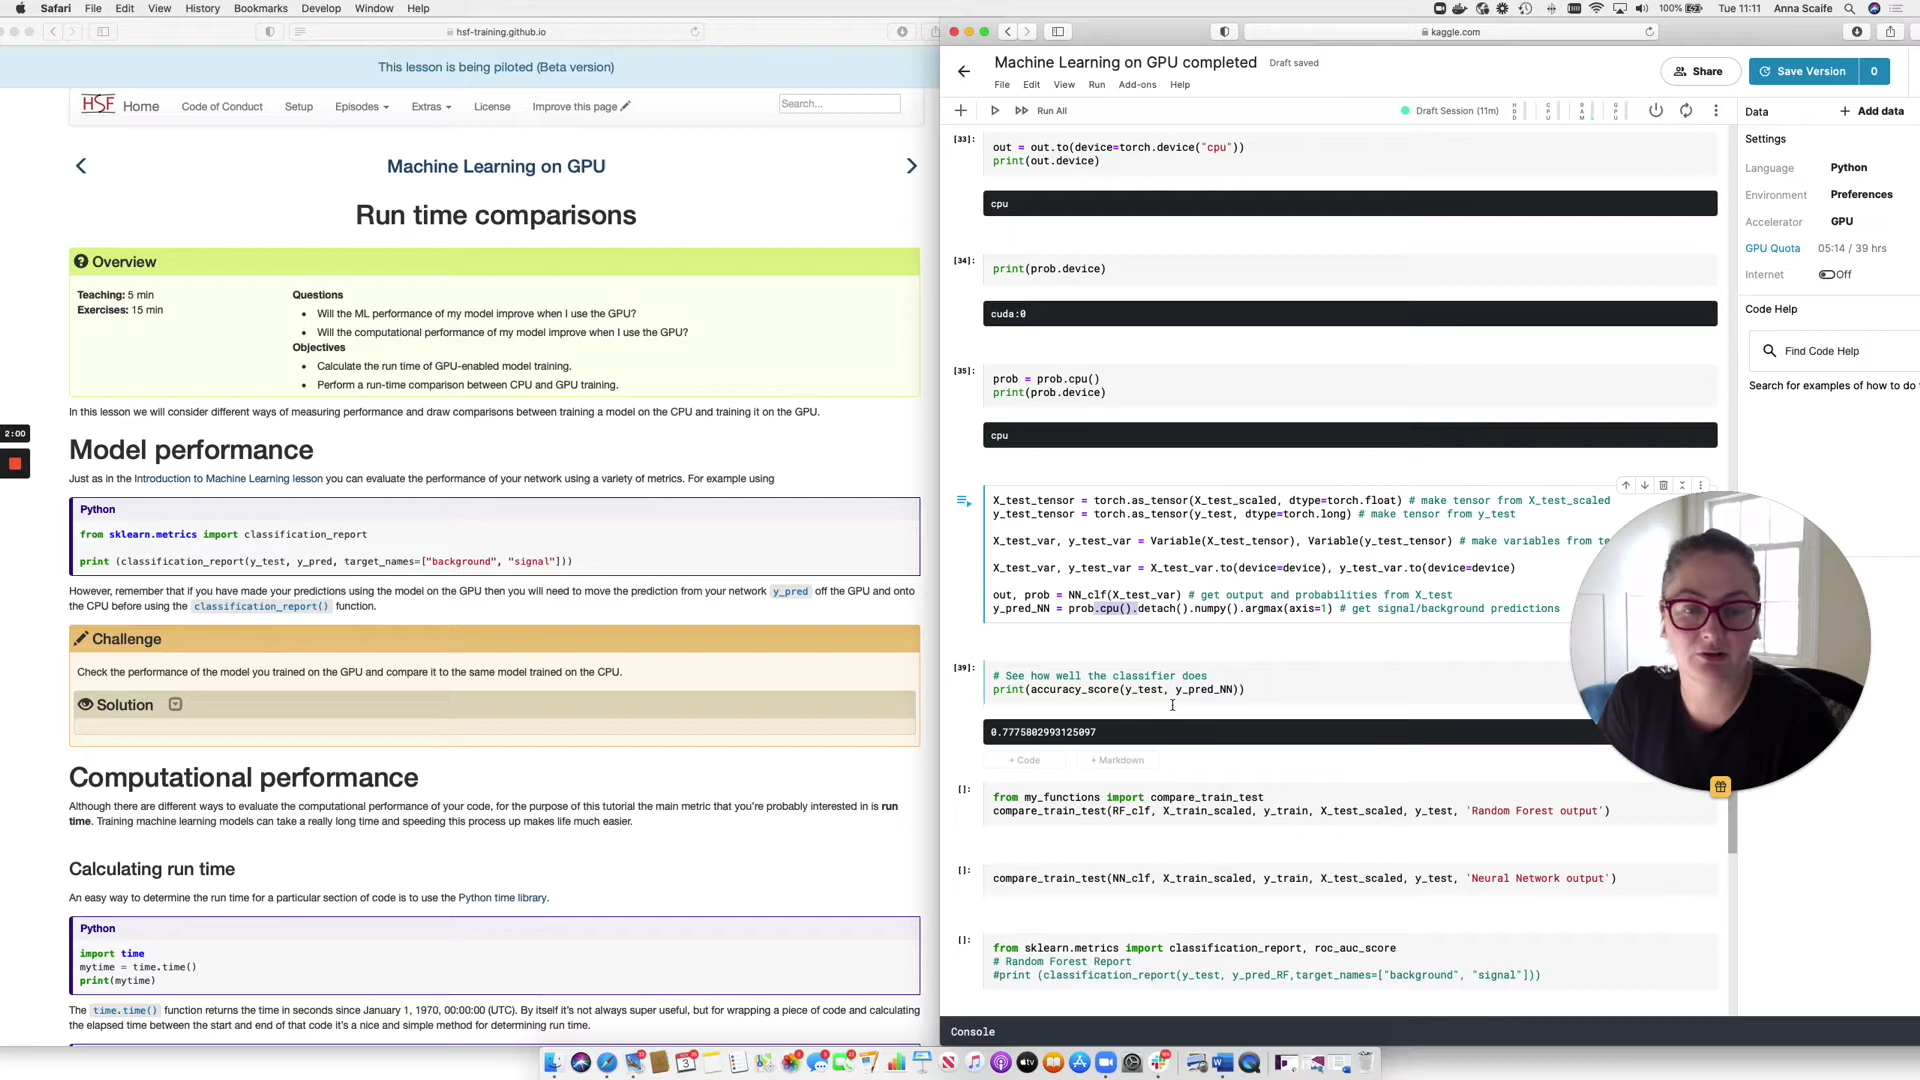 Safari File Edit View History Bookmarks Develop Window Help
100% Tue 11:11 Anna Scaife
hsf-training.github.io
This lesson is being piloted (Beta version)
HSF Home Code of Conduct Setup Episodes Extras License Improve this page Search...
Machine Learning on GPU
Run time comparisons
Overview
Teaching: 5 min
Exercises: 15 min
Questions
Will the ML performance of my model improve when I use the GPU?
Will the computational performance of my model improve when I use the GPU?
Objectives
Calculate the run time of GPU-enabled model training.
Perform a run-time comparison between CPU and GPU training.
In this lesson we will consider different ways of measuring performance and draw comparisons between training a model on the CPU and training it on the GPU.
2:00
Model performance
Just as in the Introduction to Machine Learning lesson you can evaluate the performance of your network using a variety of metrics. For example using
Python
from sklearn.metrics import classification_report
print (classification_report(y_test, y_pred, target_names=["background", "signal"]))
However, remember that if you have made your predictions using the model on the GPU then you will need to move the prediction from your network y_pred off the GPU and onto
the CPU before using the classification_report() function.
Challenge
Check the performance of the model you trained on the GPU and compare it to the same model trained on the CPU.
Solution
Computational performance
Although there are different ways to evaluate the computational performance of your code, for the purpose of this tutorial the main metric that you're probably interested in is run
time. Training machine learning models can take a really long time and speeding this process up makes life much easier.
Calculating run time
An easy way to determine the run time for a particular section of code is to use the Python time library.
Python
import time
mytime = time.time()
print(mytime)
The time.time() function returns the time in seconds since January 1, 1970, 00:00:00 (UTC). By itself it's not always super useful, but for wrapping a piece of code and calculating
the elapsed time between the start and end of that code it's a nice and simple method for determining run time.
kaggle.com
Machine Learning on GPU completed Draft saved
File Edit View Run Add-ons Help
Share
Save Version 0
Run All
Draft Session (11m)
HDD CPU RAM GPU
[33]:
out = out.to(device=torch.device("cpu"))
print(out.device)
cpu
[34]:
print(prob.device)
cuda:0
[35]:
prob = prob.cpu()
print(prob.device)
cpu
X_test_tensor = torch.as_tensor(X_test_scaled, dtype=torch.float) # make tensor from X_test_scaled
y_test_tensor = torch.as_tensor(y_test, dtype=torch.long) # make tensor from y_test
X_test_var, y_test_var = Variable(X_test_tensor), Variable(y_test_tensor) # make variables from te
X_test_var, y_test_var = X_test_var.to(device=device), y_test_var.to(device=device)
out, prob = NN_clf(X_test_var) # get output and probabilities from X_test
y_pred_NN = prob.cpu().detach().numpy().argmax(axis=1) # get signal/background predictions
[39]:
# See how well the classifier does
print(accuracy_score(y_test, y_pred_NN))
0.7775802993125097
+ Code + Markdown
[]:
from my_functions import compare_train_test
compare_train_test(RF_clf, X_train_scaled, y_train, X_test_scaled, y_test, 'Random Forest output')
[]:
compare_train_test(NN_clf, X_train_scaled, y_train, X_test_scaled, y_test, 'Neural Network output')
[]:
from sklearn.metrics import classification_report, roc_auc_score
# Random Forest Report
#print (classification_report(y_test, y_pred_RF,target_names=["background", "signal"]))
Console
Data + Add data
Settings
Language Python
Environment Preferences
Accelerator GPU
GPU Quota 05:14 / 39 hrs
Internet Off
Code Help
Find Code Help
Search for examples of how to do